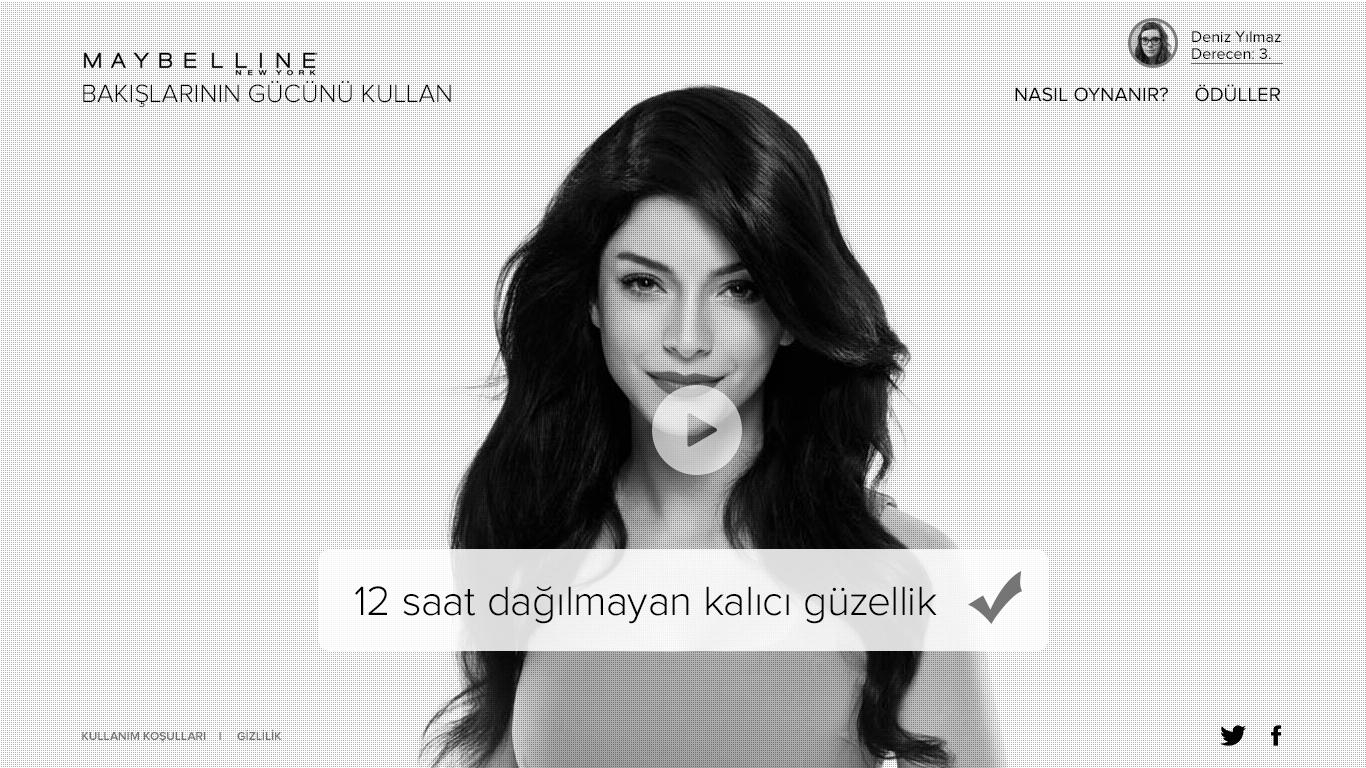 MAYBELLINE
NEW YORK
BAKIŞLARININ GÜCÜNÜ KULLAN
Deniz Yılmaz
Derecen: 3.
NASIL OYNANIR? ÖDÜLLER
12 saat dağılmayan kalıcı güzellik
KULLANIM KOŞULLARI | GİZLİLİK